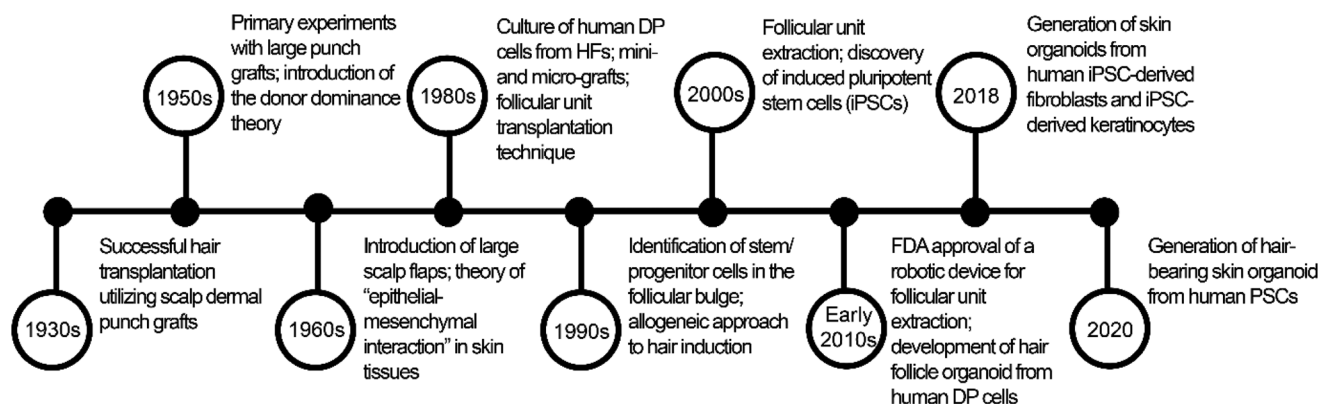 1950s
Primary experiments
with large punch
grafts; introduction of
the donor dominance
theory
1980s
Culture of human DP
cells from HFs; mini-
and micro-grafts;
follicular unit
transplantation
technique
2000s
Follicular unit
extraction; discovery
of induced pluripotent
stem cells (iPSCs)
2018
Generation of skin
organoids from
human iPSC-derived
fibroblasts and iPSC-
derived keratinocytes
1930s
Successful hair
transplantation
utilizing scalp dermal
punch grafts
1960s
Introduction of large
scalp flaps; theory of
“epithelial-
mesenchymal
interaction” in skin
tissues
1990s
Identification of stem/
progenitor cells in the
follicular bulge;
allogeneic approach
to hair induction
Early
2010s
FDA approval of a
robotic device for
follicular unit
extraction;
development of hair
follicle organoid from
human DP cells
2020
Generation of hair-
bearing skin organoid
from human PSCs